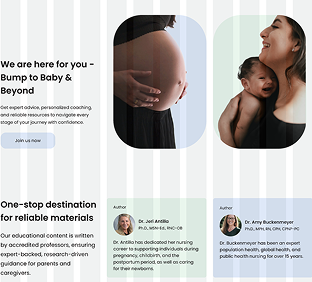 We are here for you -
Bump to Baby &
Beyond
Get expert advice, personalized coaching,
and reliable resources to navigate every
stage of your journey with confidence.
Join us now
One-stop destination
for reliable materials
Our educational content is written
by accredited professors, ensuring
expert-backed, research-driven
guidance for parents and
caregivers.
Author
Dr. Jeri Antilla
Ph.D., MSN-Ed., RNC-OB
Dr. Antilla has dedicated her nursing
career to supporting individuals during
pregnancy, childbirth, and the
postpartum period, as well as caring
for their newborns.
Author
Dr. Amy Buckenmeyer
PhD., MPH, RN, CPH, CPNP-PC
Dr. Buckenmeyer has been an expert
population health, global health, and
public health nursing for over 15 years.